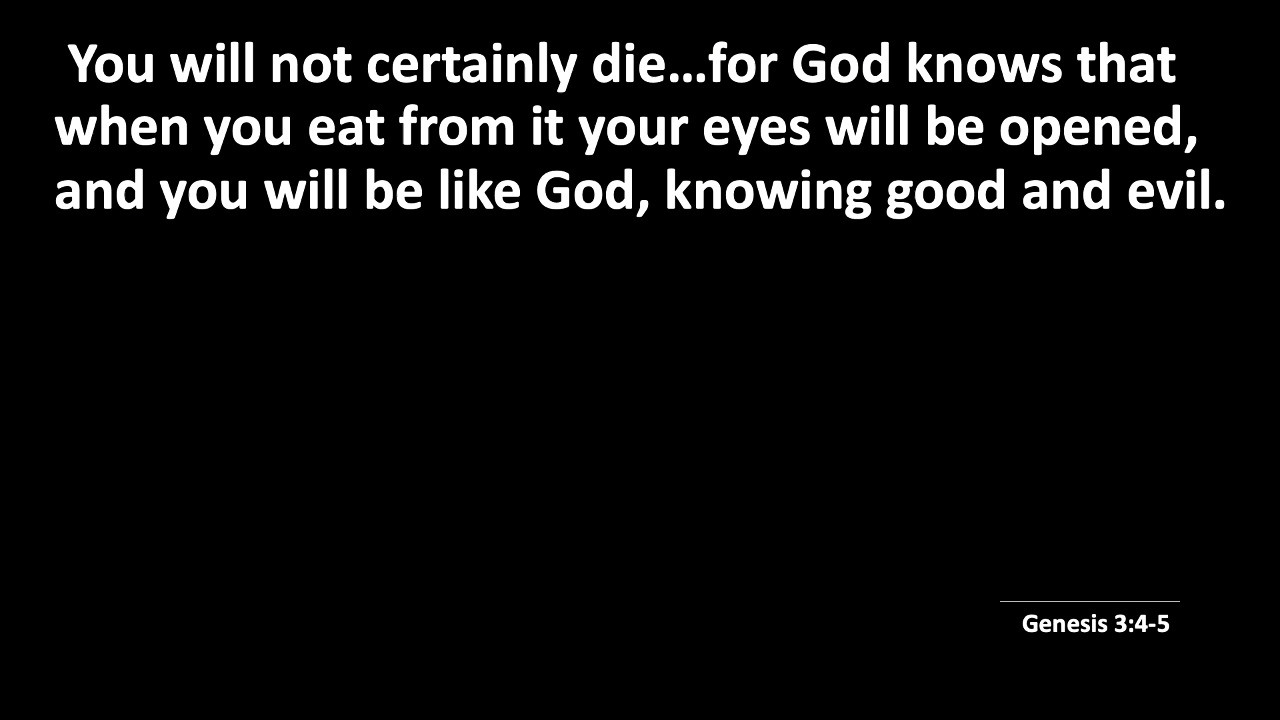 You will not certainly die…for God knows that
when you eat from it your eyes will be opened,
and you will be like God, knowing good and evil.
Genesis 3:4-5